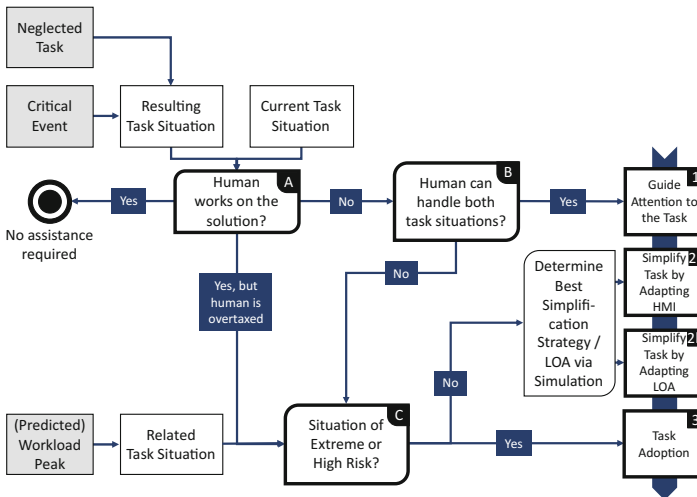 Neglected
Task
Critical
Event
Resulting
Task Situation
Current Task
Situation
A
Human
works on the
solution?
Yes
No assistance
required
No
B
Human can
handle both
task situations?
Yes
1
Guide
Attention to
the Task
No
Yes, but
human is
overtaxed
Determine
Best
Simplifi-
cation
Strategy /
LOA via
Simulation
2
Simplify
Task by
Adapting
HMI
2
Simplify
Task by
Adapting
LOA
No
(Predicted)
Workload
Peak
Related
Task Situation
C
Situation of
Extreme or
High Risk?
Yes
3
Task
Adoption